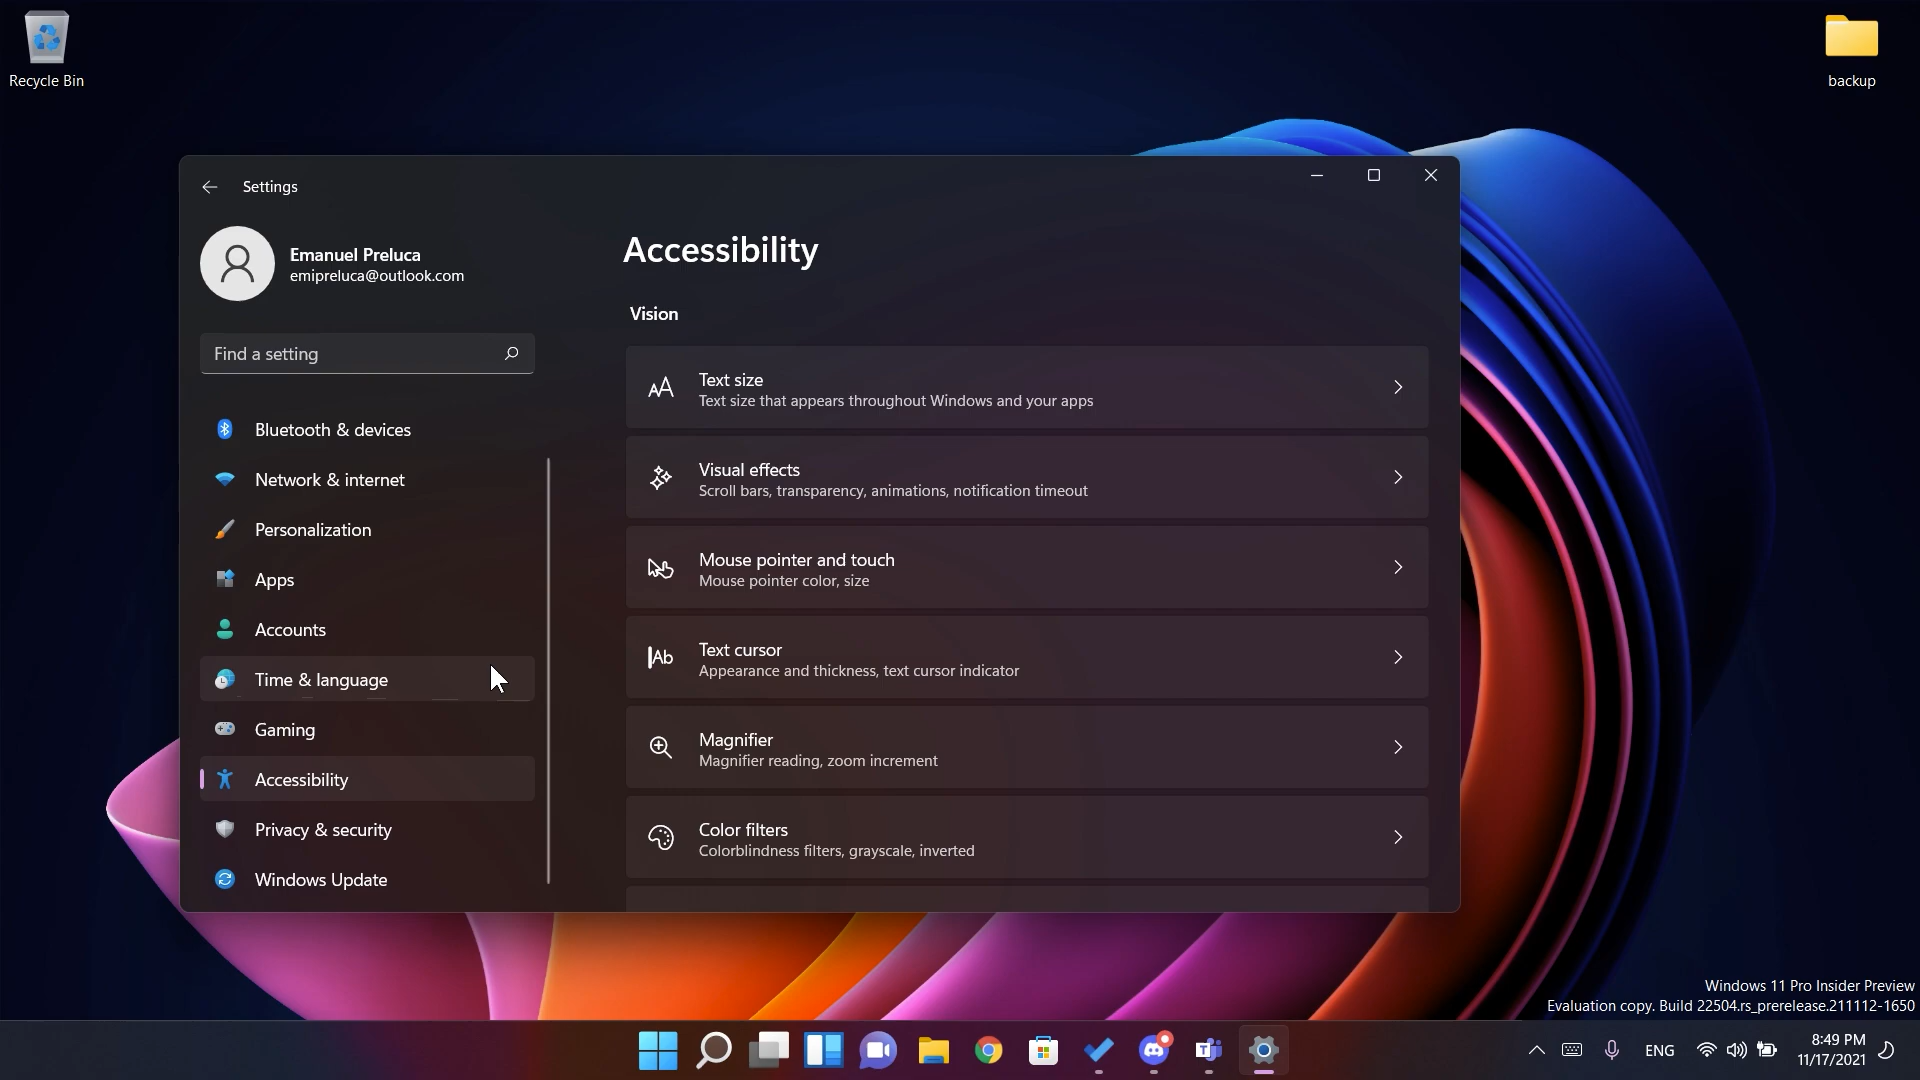 Recycle Bin
backup
Settings
Emanuel Preluca
emipreluca@outlook.com
Find a setting
Bluetooth & devices
Network & internet
Personalization
Apps
Accounts
Time & language
Gaming
Accessibility
Privacy & security
Windows Update
Accessibility
Vision
Text size
Text size that appears throughout Windows and your apps
Visual effects
Scroll bars, transparency, animations, notification timeout
Mouse pointer and touch
Mouse pointer color, size
Text cursor
Appearance and thickness, text cursor indicator
Magnifier
Magnifier reading, zoom increment
Color filters
Colorblindness filters, grayscale, inverted
Windows 11 Pro Insider Preview
Evaluation copy. Build 22504.rs_prerelease.211112-1650
ENG
8:49 PM
11/17/2021